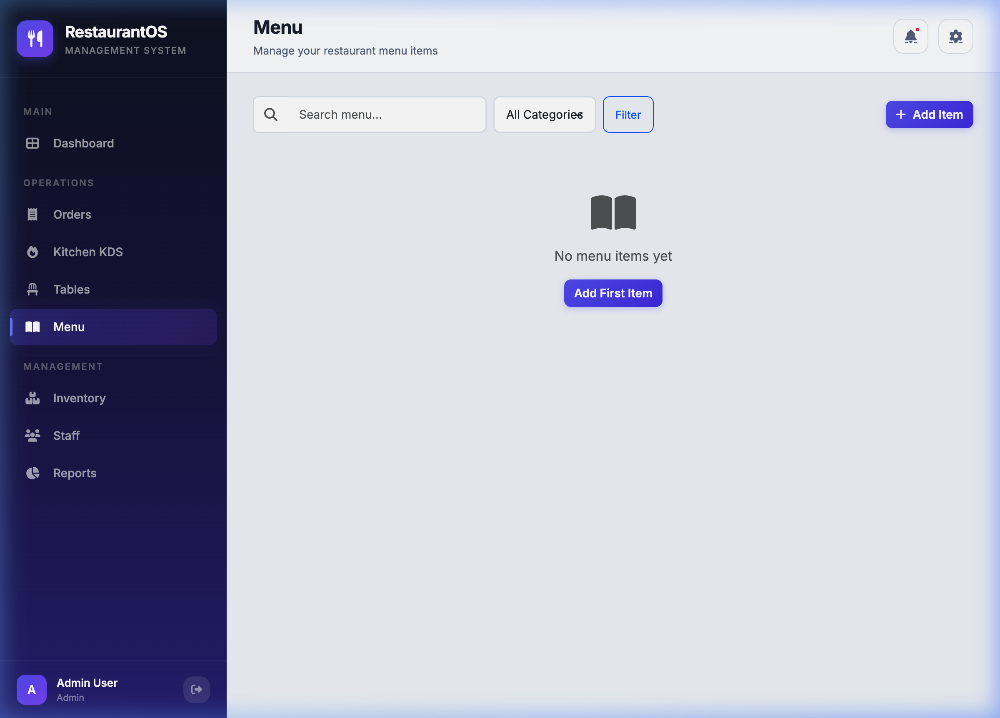 RestaurantOS
MANAGEMENT SYSTEM
MAIN
Dashboard
OPERATIONS
Orders
Kitchen KDS
Tables
Menu
MANAGEMENT
Inventory
Staff
Reports
A
Admin User
Admin
Menu
Manage your restaurant menu items
Search menu...
All Categories
Filter
+ Add Item
No menu items yet
Add First Item